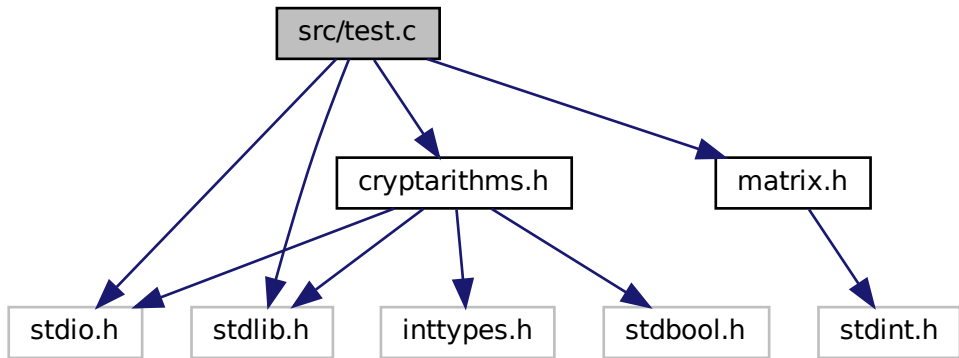 src/test.c
cryptarithms.h
matrix.h
stdio.h
stdlib.h
inttypes.h
stdbool.h
stdint.h